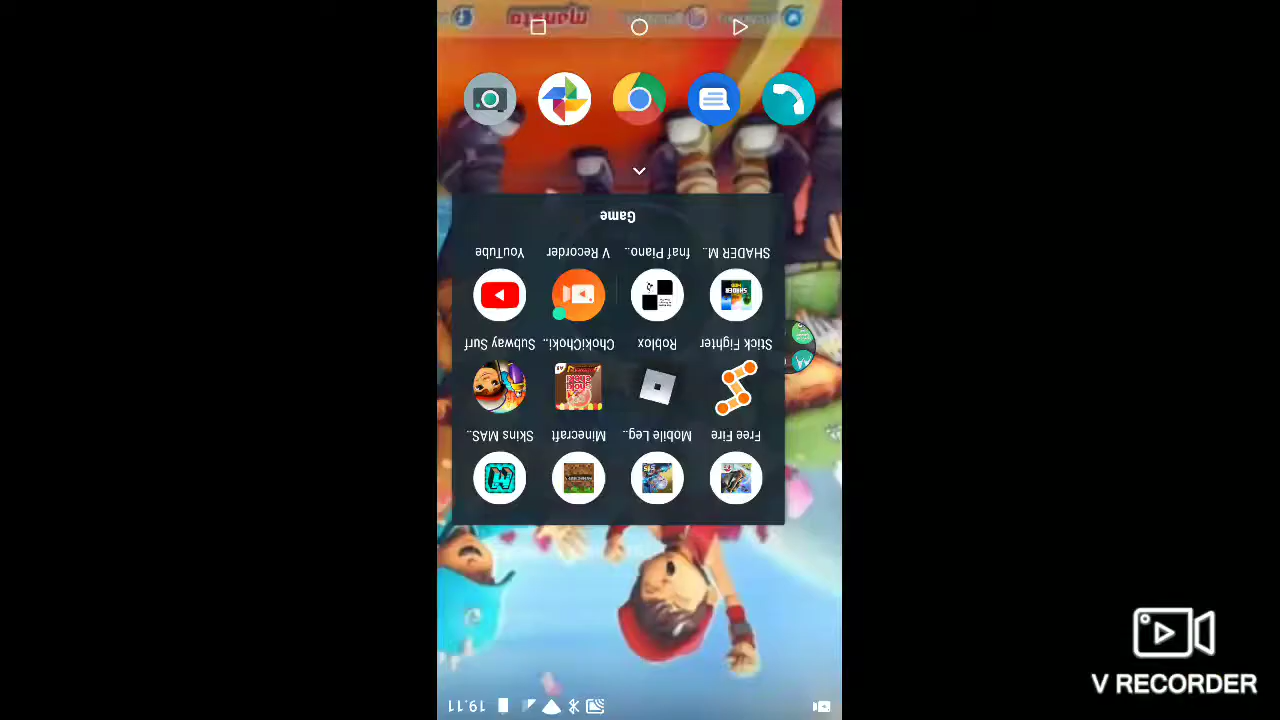 19.11
Free Fire Mobile Leg.. Minecraft Skins MAS..
Stick Fighter Roblox ChokiChoki.. Subway Surf
SHADER M.. fnaf Piano.. V Recorder YouTube
Game
Monsta
V RECORDER